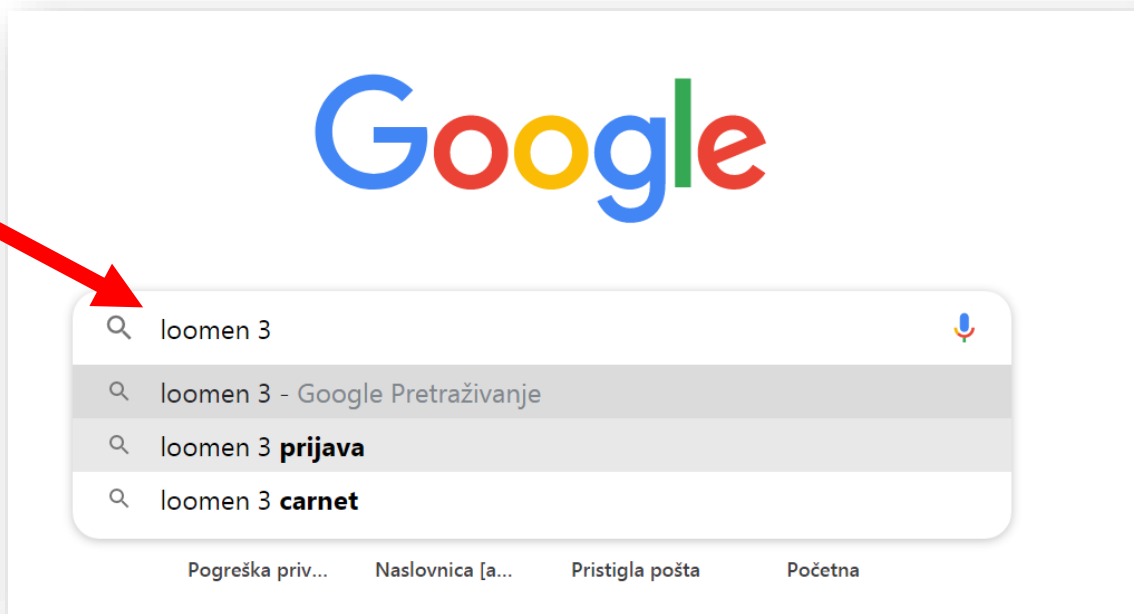 Google
loomen 3
loomen 3 - Google Pretraživanje
loomen 3 prijava
loomen 3 carnet
Pogreška priv... Naslovnica [a... Pristigla pošta Početna